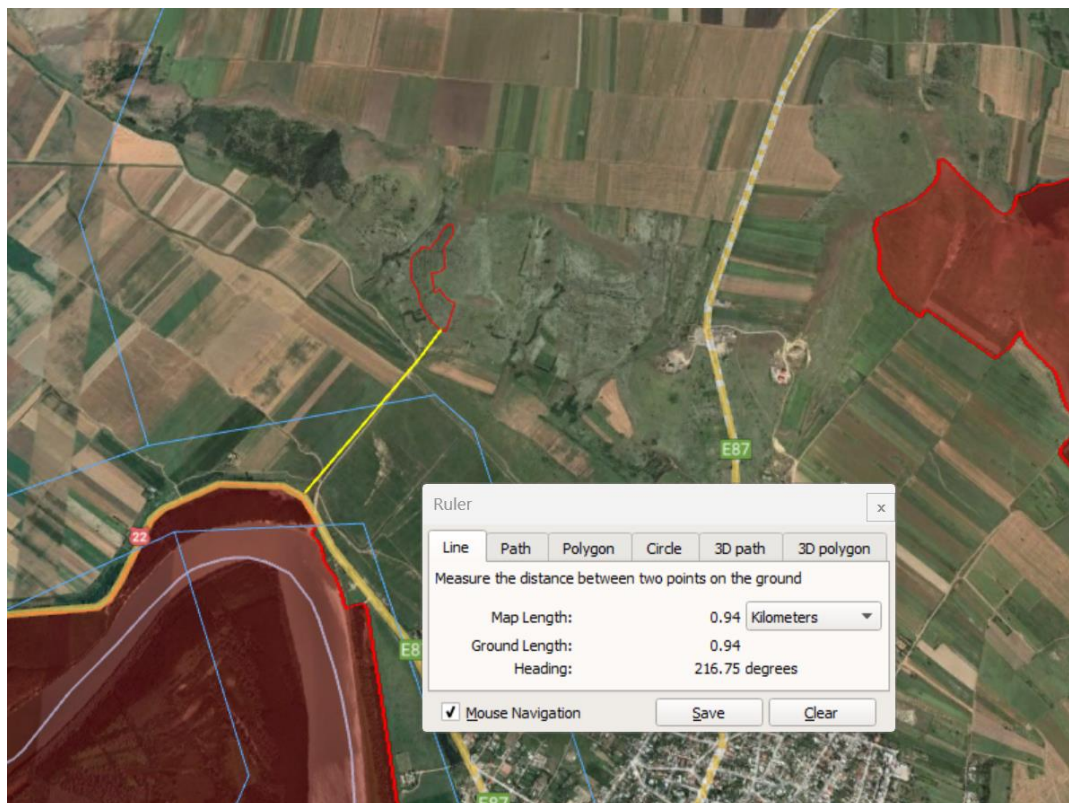 E87
Ruler
x
Line Path Polygon Circle 3D path 3D polygon
22
Measure the distance between two points on the ground
Map Length: 0.94 Kilometers
Ground Length: 0.94
E8
Heading: 216.75 degrees
Mouse Navigation Save Clear
E87